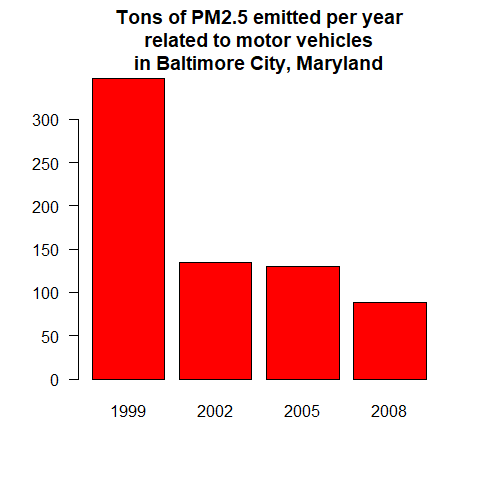 Tons of PM2.5 emitted per year
related to motor vehicles
in Baltimore City, Maryland
300
250
200
150
100
50
0
1999 2002 2005 2008